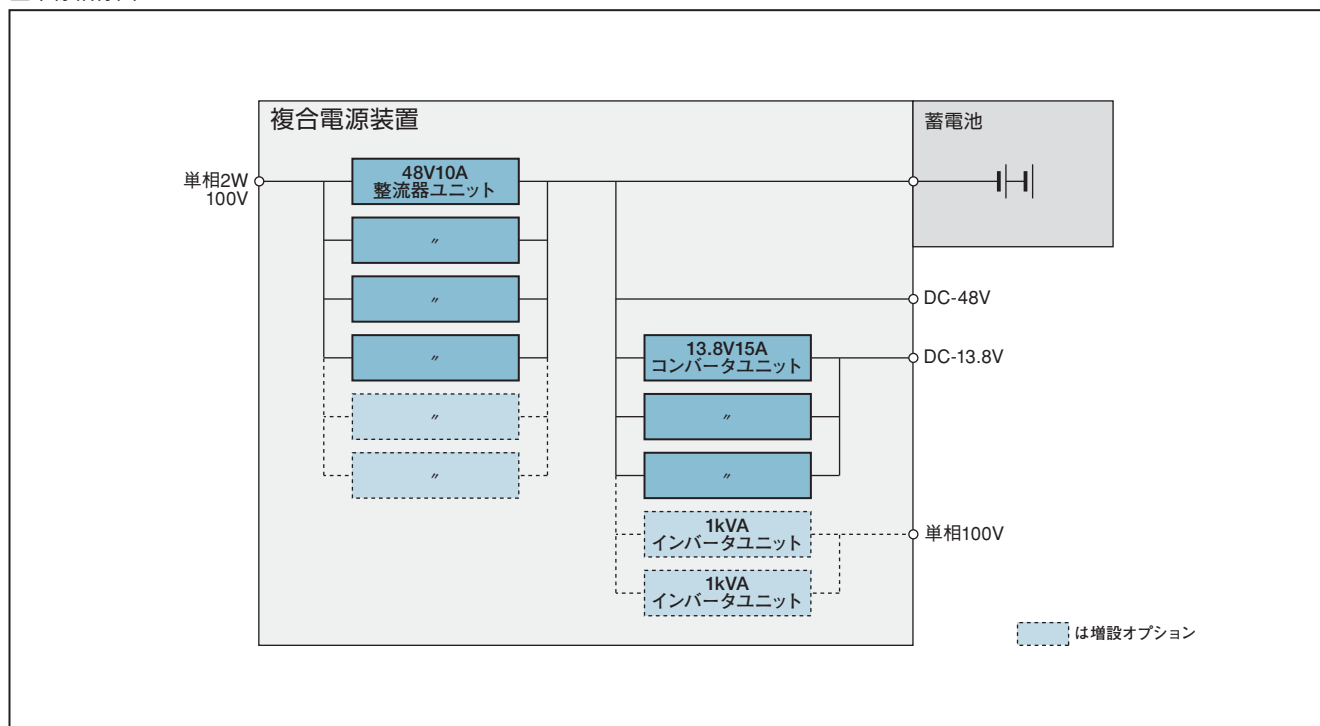 複合電源装置
蓄電池
単相2W
100V
48V10A
整流器ユニット
〃
〃
〃
〃
〃
DC-48V
13.8V15A
コンバータユニット
DC-13.8V
〃
〃
1kVA
インバータユニット
単相100V
1kVA
インバータユニット
は増設オプション